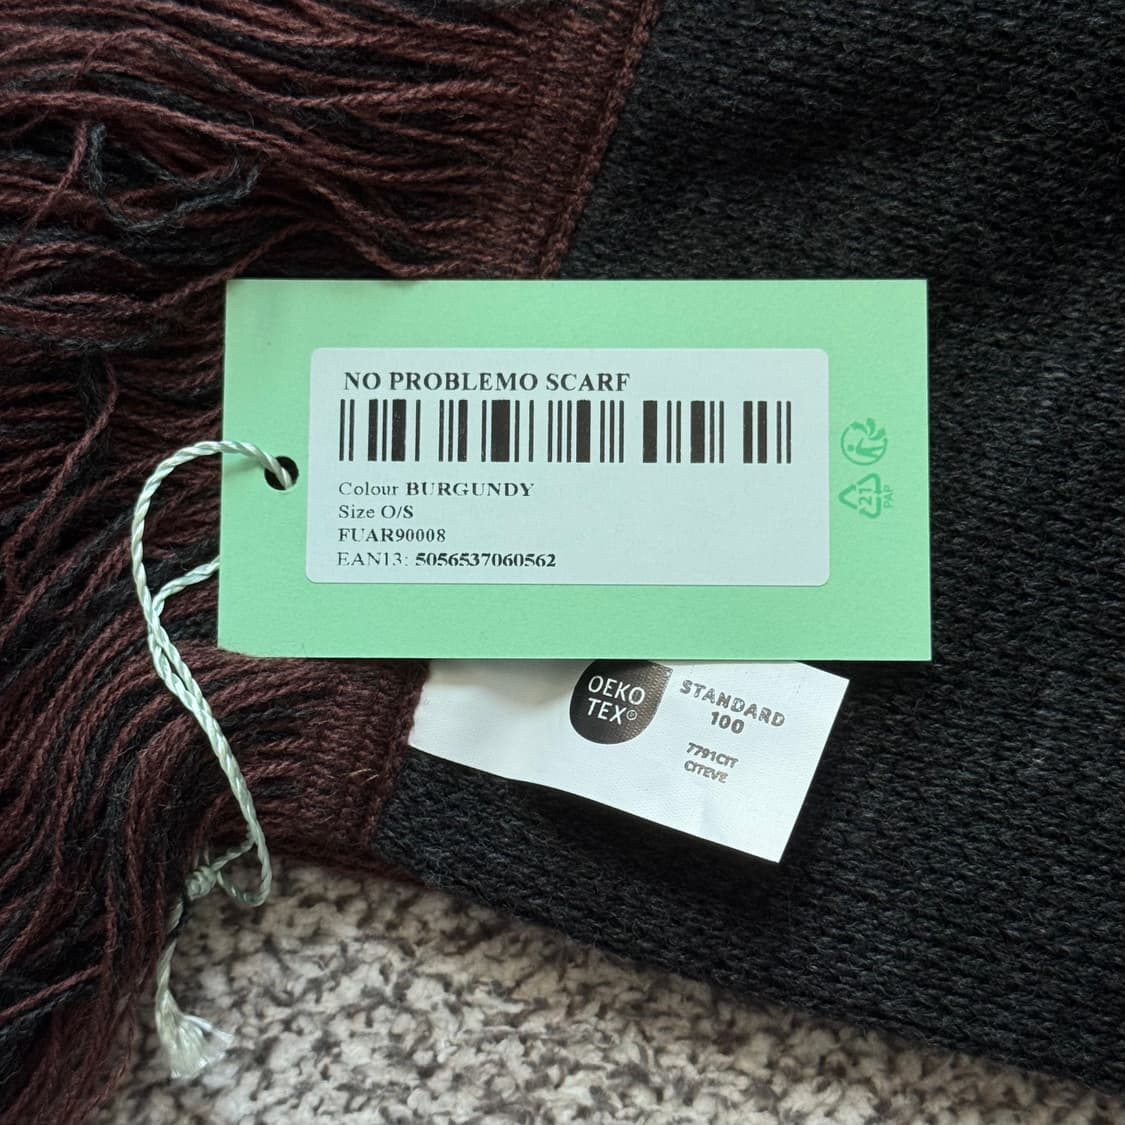 NO PROBLEMO SCARF
Colour BURGUNDY
Size O/S
FUAR90008
EAN13: 5056537060562
21
PAP
OEKO
TEX®
STANDARD
100
7791CIT
CITEVE